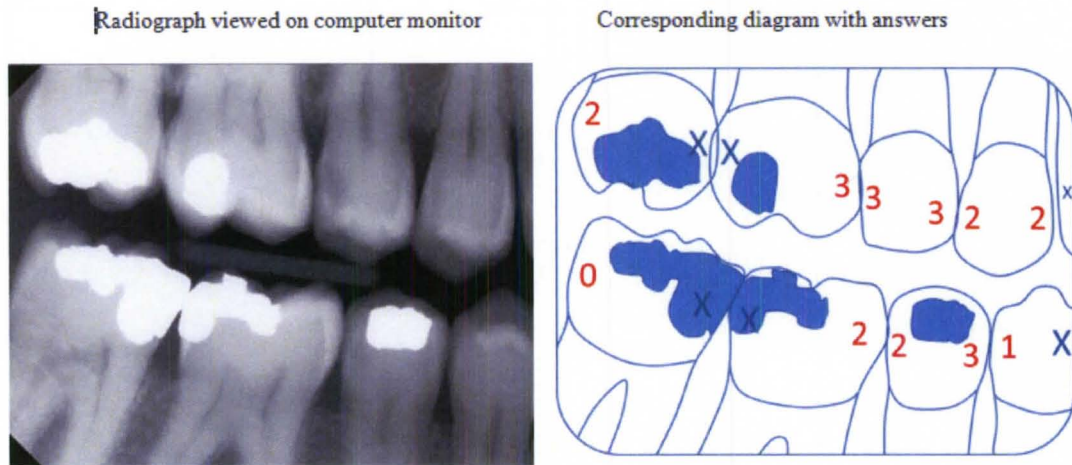 Radiograph viewed on computer monitor
Corresponding diagram with answers
2 X X 3 3 3 2 2 x
0 X X 2 2 3 1 X